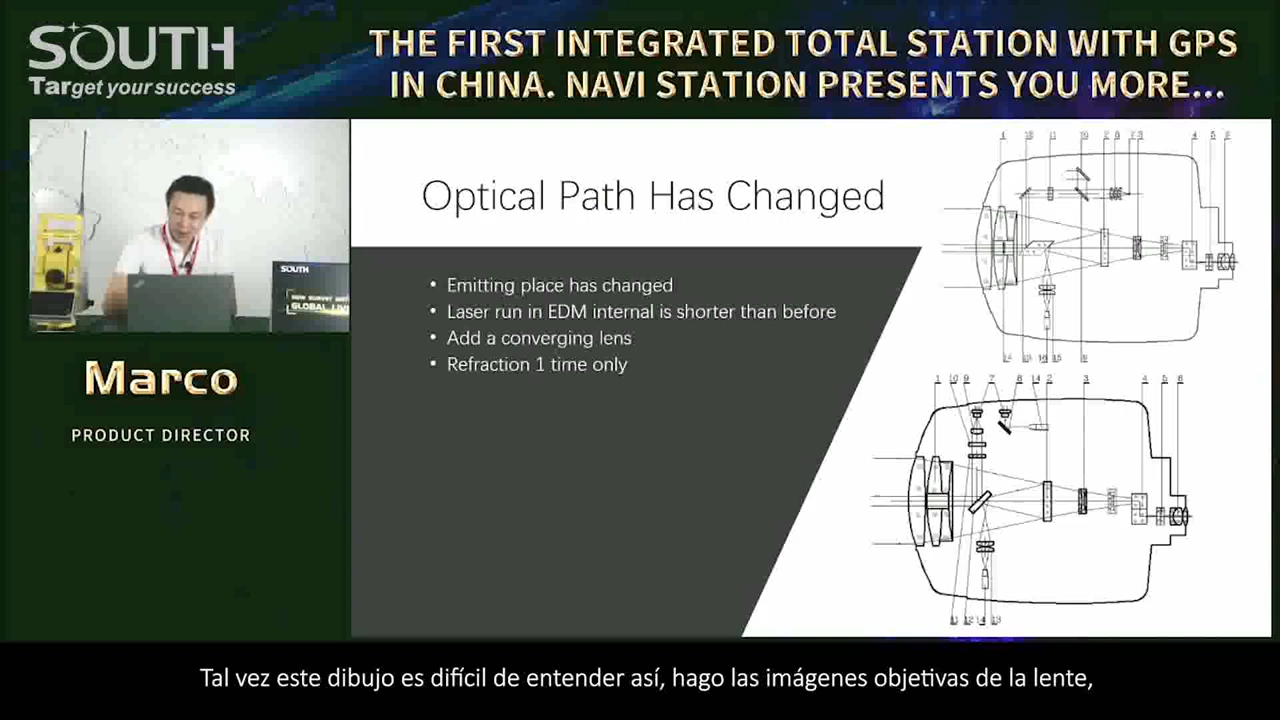 SOUTH
Target your success
THE FIRST INTEGRATED TOTAL STATION WITH GPS
IN CHINA. NAVI STATION PRESENTS YOU MORE...
Optical Path Has Changed
• Emitting place has changed
• Laser run in EDM internal is shorter than before
• Add a converging lens
• Refraction 1 time only
SOUTH
Marco
PRODUCT DIRECTOR
Tal vez este dibujo es difícil de entender así, hago las imágenes objetivas de la lente,